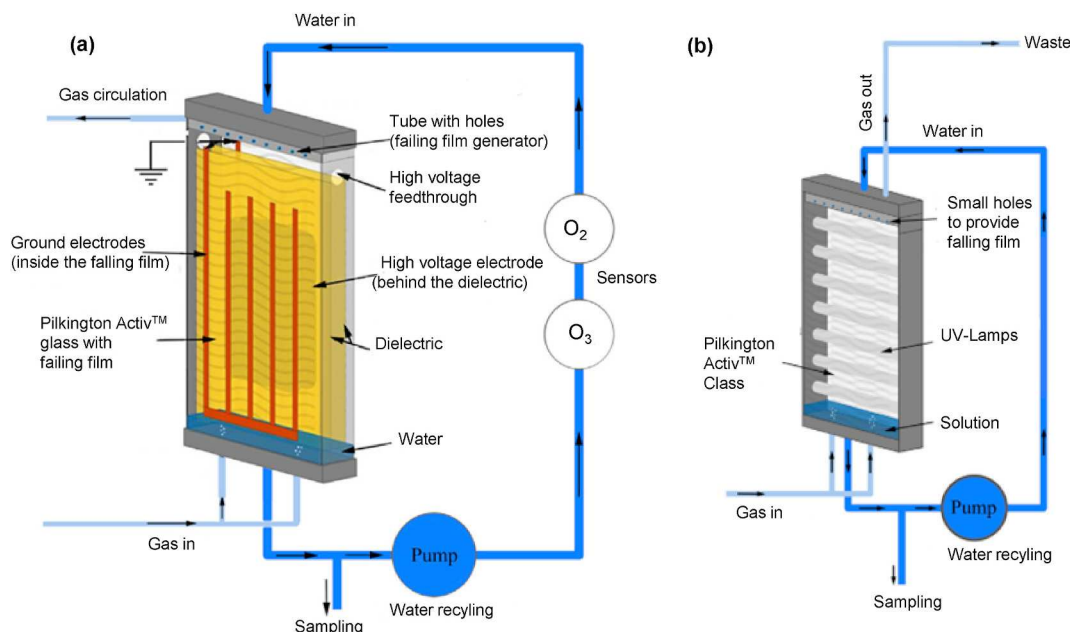 (a)
Water in
Gas circulation
Tube with holes
(failing film generator)
High voltage
feedthrough
Ground electrodes
(inside the falling film)
High voltage electrode
(behind the dielectric)
O2
Sensors
O3
Pilkington Activ™
glass with
failing film
Dielectric
Water
Gas in
Pump
Water recyling
Sampling
(b)
Waste
Gas out
Water in
Small holes
to provide
falling film
UV-Lamps
Pilkington
Activ™
Class
Solution
Gas in
Pump
Water recyling
Sampling